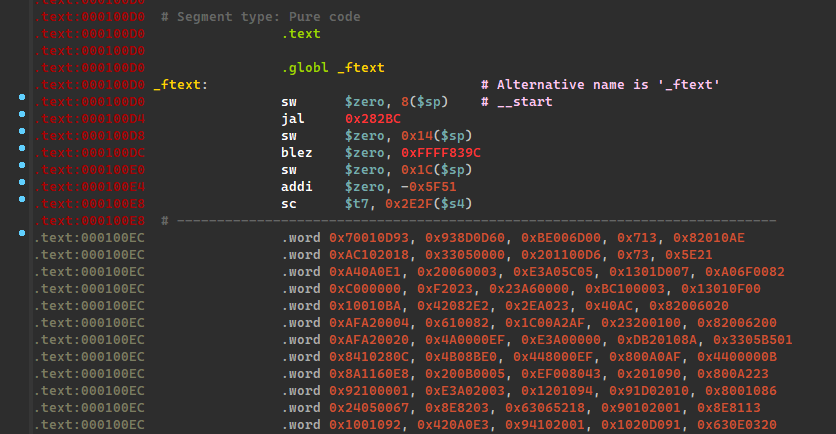 .text:000100D0 # Segment type: Pure code
.text:000100D0 .text
.text:000100D0
.text:000100D0 .globl _ftext
.text:000100D0 _ftext: # Alternative name is '_ftext'
.text:000100D0 sw $zero, 8($sp) # __start
.text:000100D4 jal 0x282BC
.text:000100D8 sw $zero, 0x14($sp)
.text:000100DC blez $zero, 0xFFFF839C
.text:000100E0 sw $zero, 0x1C($sp)
.text:000100E4 addi $zero, -0x5F51
.text:000100E8 sc $t7, 0x2E2F($s4)
.text:000100E8 # ---------------------------------------------------------------------------
.text:000100EC .word 0x70010D93, 0x938D0D60, 0xBE006D00, 0x713, 0x82010AE
.text:000100EC .word 0xAC102018, 0x33050000, 0x201100D6, 0x73, 0x5E21
.text:000100EC .word 0xA40A0E1, 0x20060003, 0xE3A05C05, 0x1301D007, 0xA06F0082
.text:000100EC .word 0xC000000, 0xF2023, 0x23A60000, 0xBC100003, 0x13010F00
.text:000100EC .word 0x10010BA, 0x42082E2, 0x2EA023, 0x40AC, 0x82006020
.text:000100EC .word 0xAFA20004, 0x610082, 0x1C00A2AF, 0x23200100, 0x82006200
.text:000100EC .word 0xAFA20020, 0x4A0000EF, 0xE3A00000, 0xDB20108A, 0x3305B501
.text:000100EC .word 0x8410280C, 0x4B08BE0, 0x448000EF, 0x800A0AF, 0x4400000B
.text:000100EC .word 0x8A1160E8, 0x200B0005, 0xEF008043, 0x201090, 0x800A223
.text:000100EC .word 0x92100001, 0xE3A02003, 0x1201094, 0x91D02010, 0x8001086
.text:000100EC .word 0x24050067, 0x8E8203, 0x63065218, 0x90102001, 0x8E8113
.text:000100EC .word 0x1001092, 0x420A0E3, 0x94102001, 0x1020D091, 0x630E0320